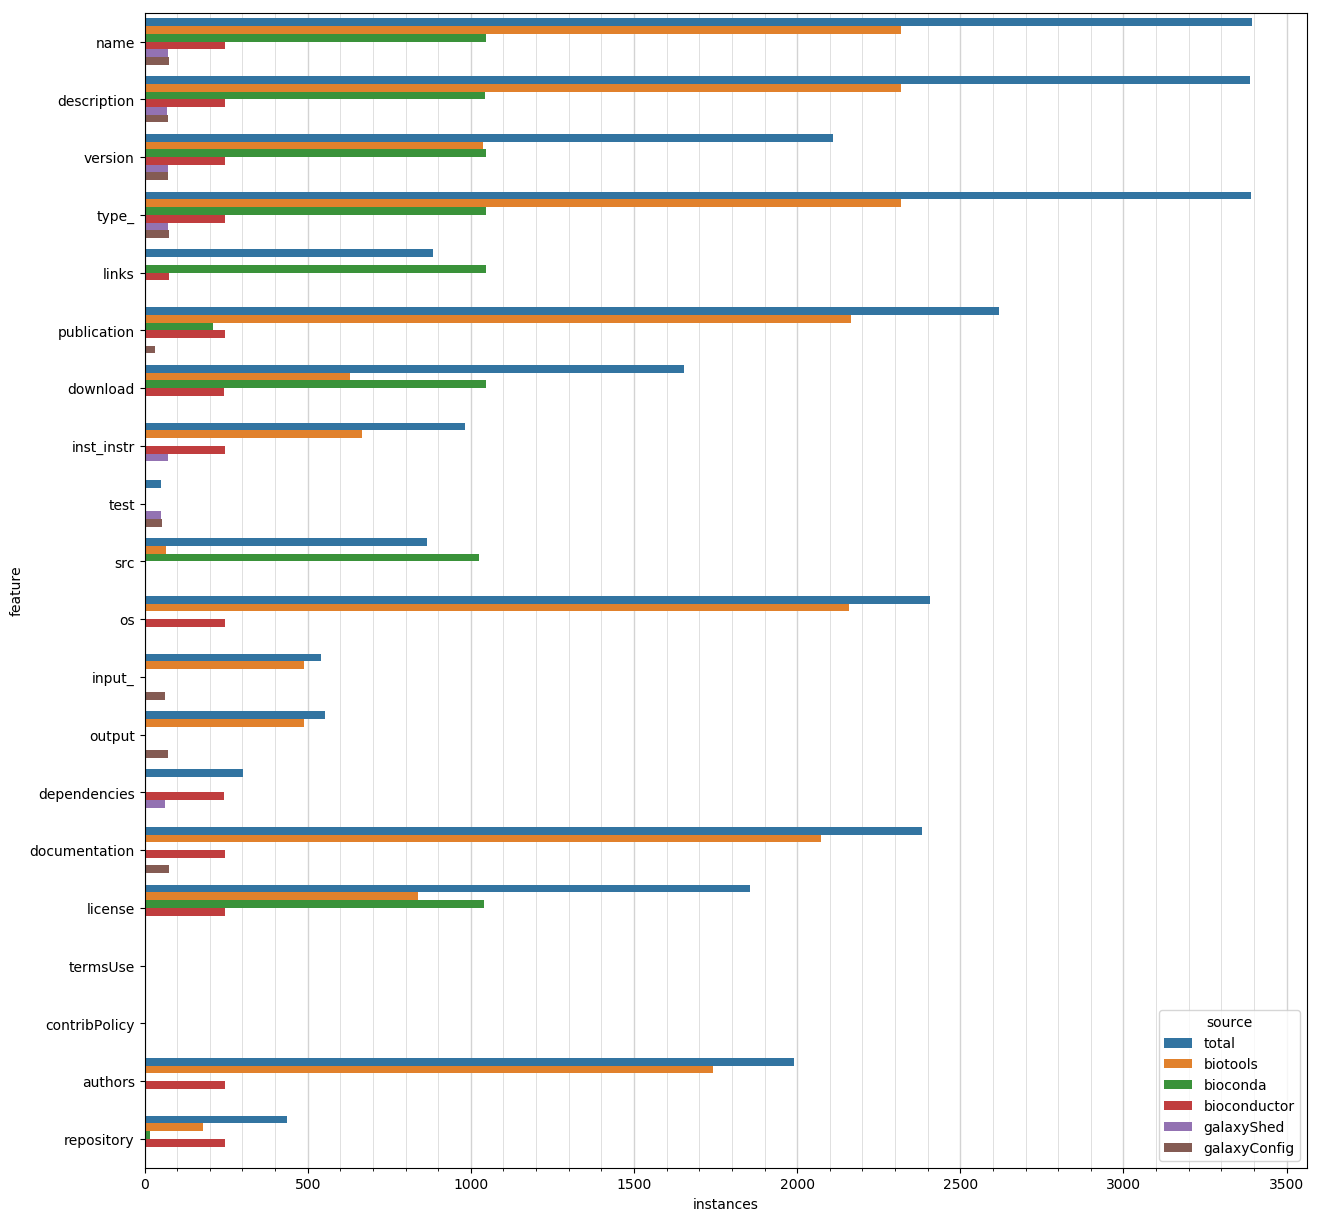 name
description
version
type_
links
publication
download
inst_instr
test
src
os
input_
output
dependencies
documentation
license
termsUse
contribPolicy
authors
repository
feature
0 500 1000 1500 2000 2500 3000 3500
instances
source
total
biotools
bioconda
bioconductor
galaxyShed
galaxyConfig